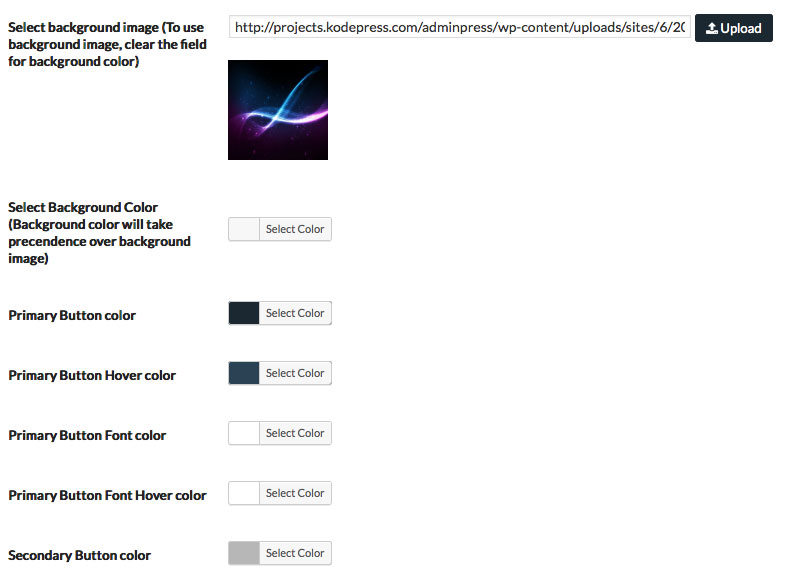 Select background image (To use
background image, clear the field
for background color)
http://projects.kodepress.com/adminpress/wp-content/uploads/sites/6/20
Upload
Select Background Color
(Background color will take
precendence over background
image)
Select Color
Primary Button color
Select Color
Primary Button Hover color
Select Color
Primary Button Font color
Select Color
Primary Button Font Hover color
Select Color
Secondary Button color
Select Color